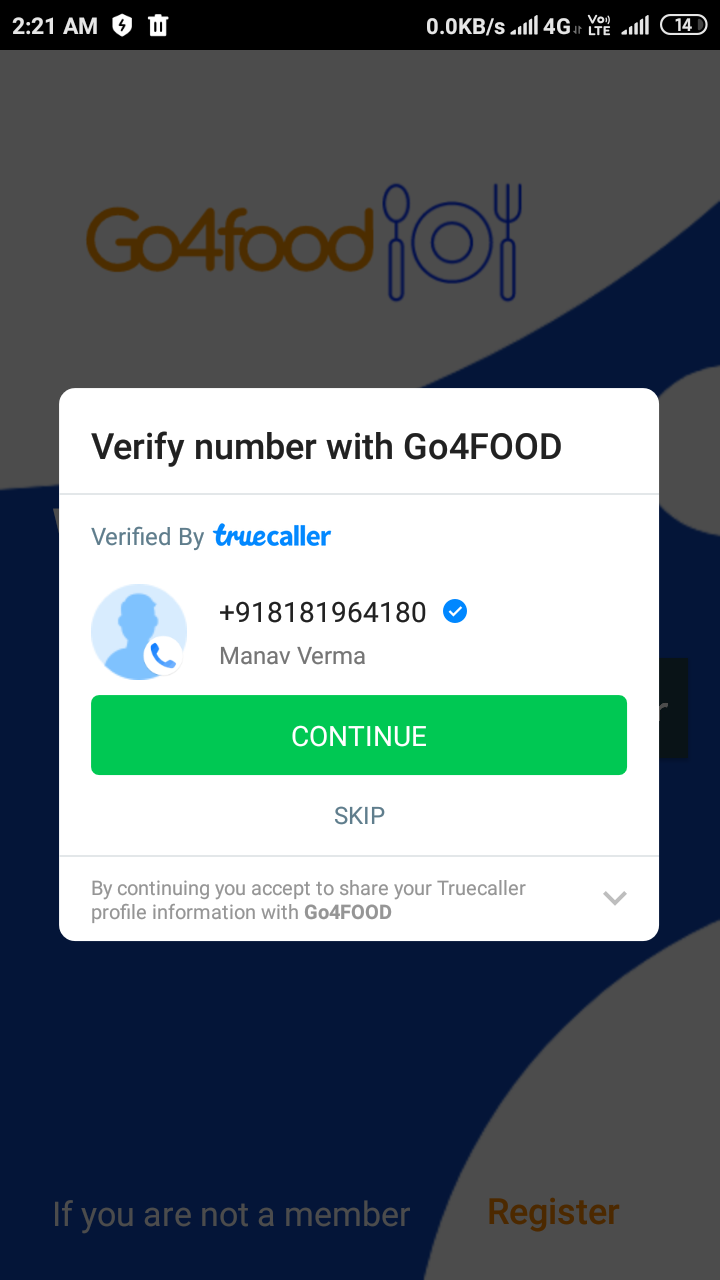 2:21 AM 0.0KB/s 4G Vo) LTE 14
Go4food
Verify number with Go4FOOD
Verified By truecaller
+918181964180
Manav Verma
CONTINUE
SKIP
By continuing you accept to share your Truecaller
profile information with Go4FOOD
If you are not a member Register